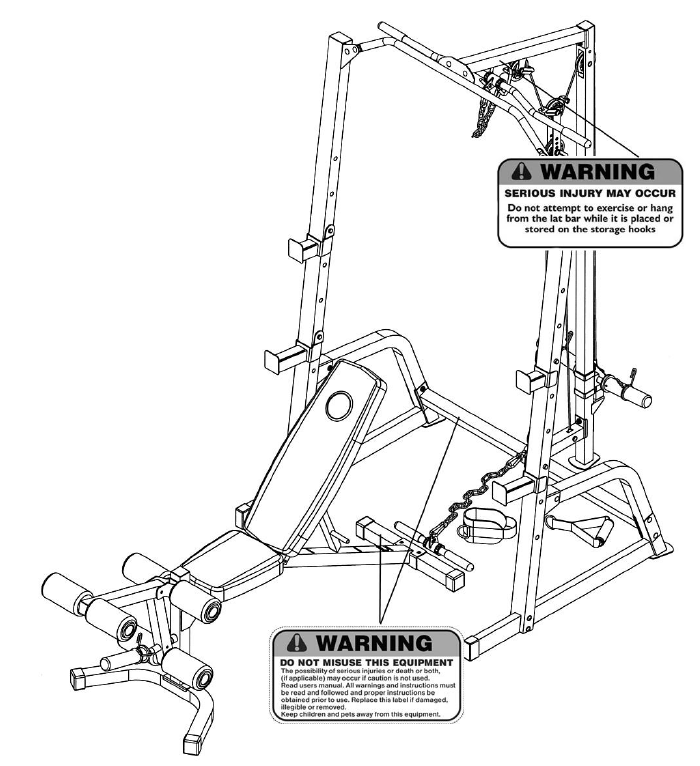 WARNING
SERIOUS INJURY MAY OCCUR
Do not attempt to exercise or hang
from the lat bar while it is placed or
stored on the storage hooks
WARNING
DO NOT MISUSE THIS EQUIPMENT
The possibility of serious injuries or death or both,
(if applicable) may occur if caution is not used.
Read users manual. All warnings and instructions must
be read and followed and proper instructions be
obtained prior to use. Replace this label if damaged,
illegible or removed.
Keep children and pets away from this equipment.